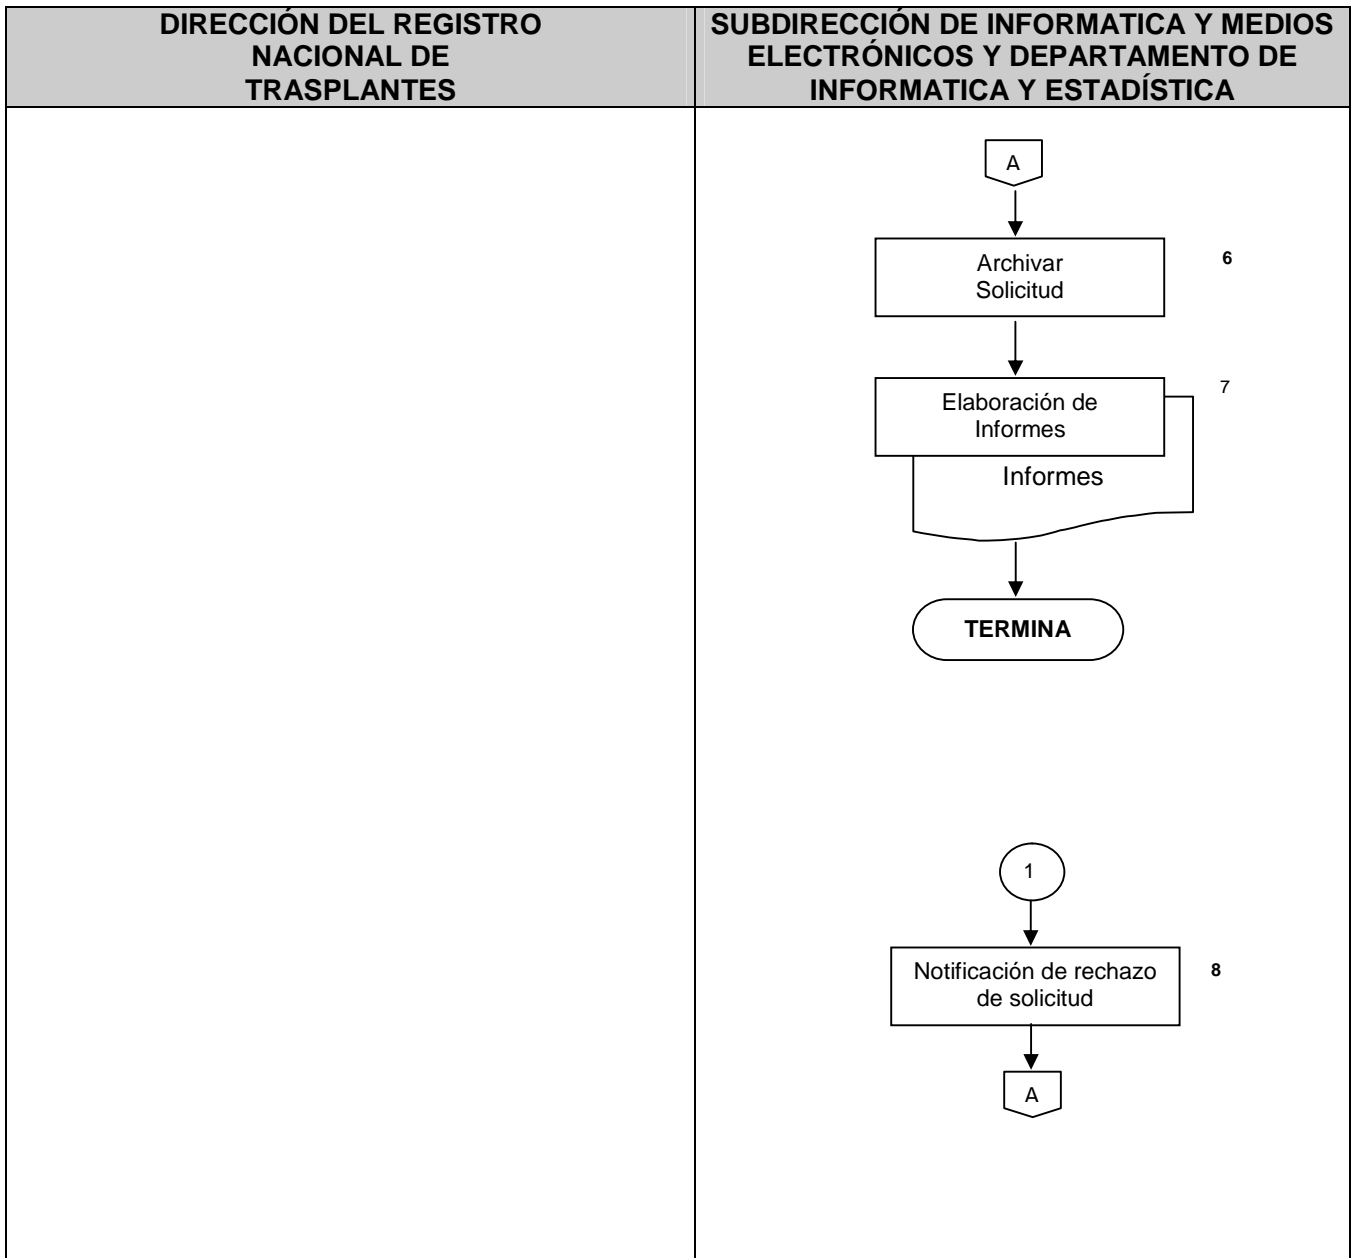 DIRECCIÓN DEL REGISTRO
NACIONAL DE
TRASPLANTES
SUBDIRECCIÓN DE INFORMATICA Y MEDIOS
ELECTRÓNICOS Y DEPARTAMENTO DE
INFORMATICA Y ESTADÍSTICA
A
Archivar
Solicitud
6
Elaboración de
Informes
7
Informes
TERMINA
1
Notificación de rechazo
de solicitud
8
A